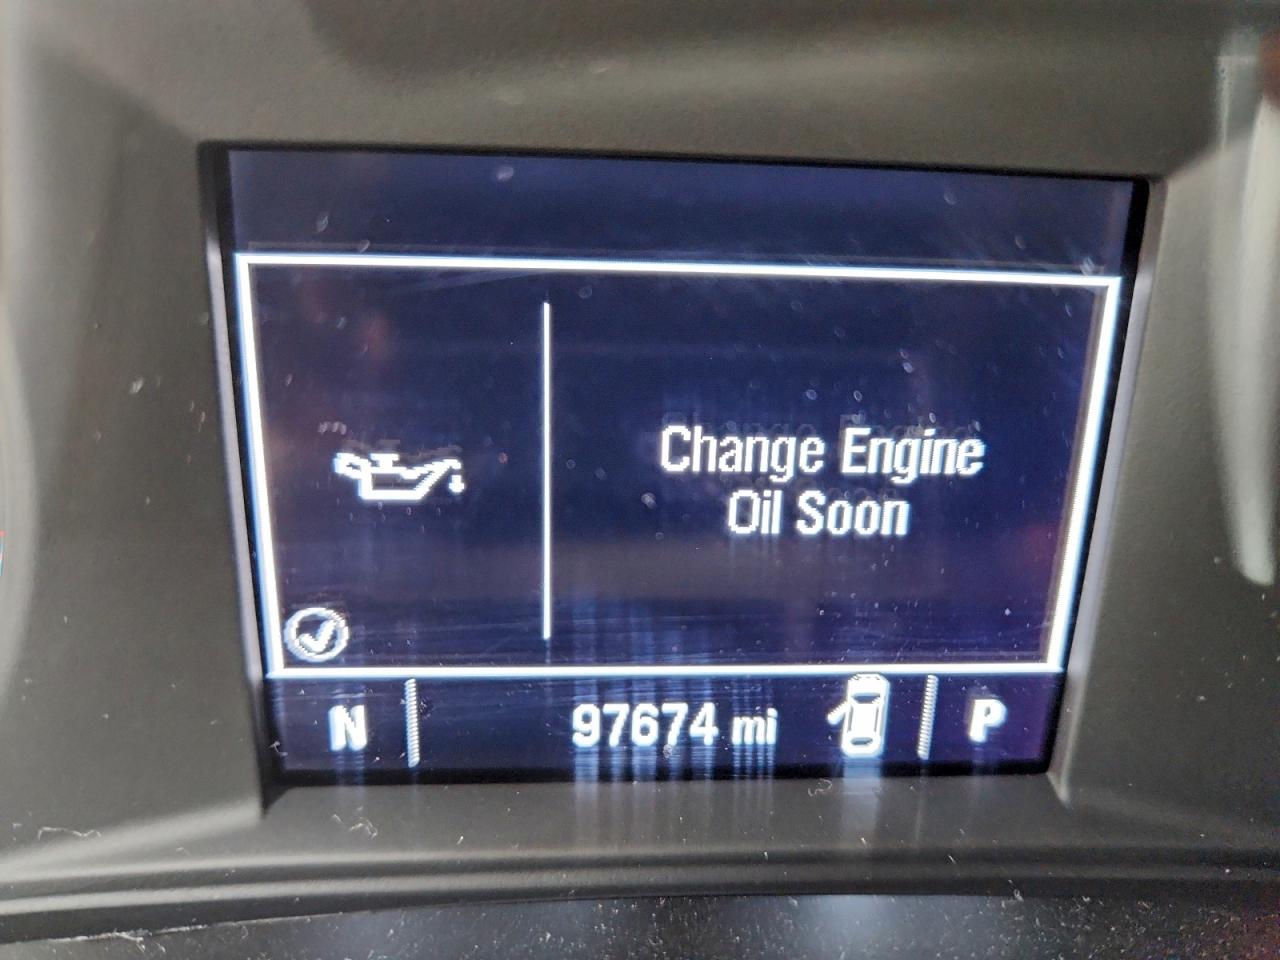 Change Engine
Oil Soon
N 97674 mi P